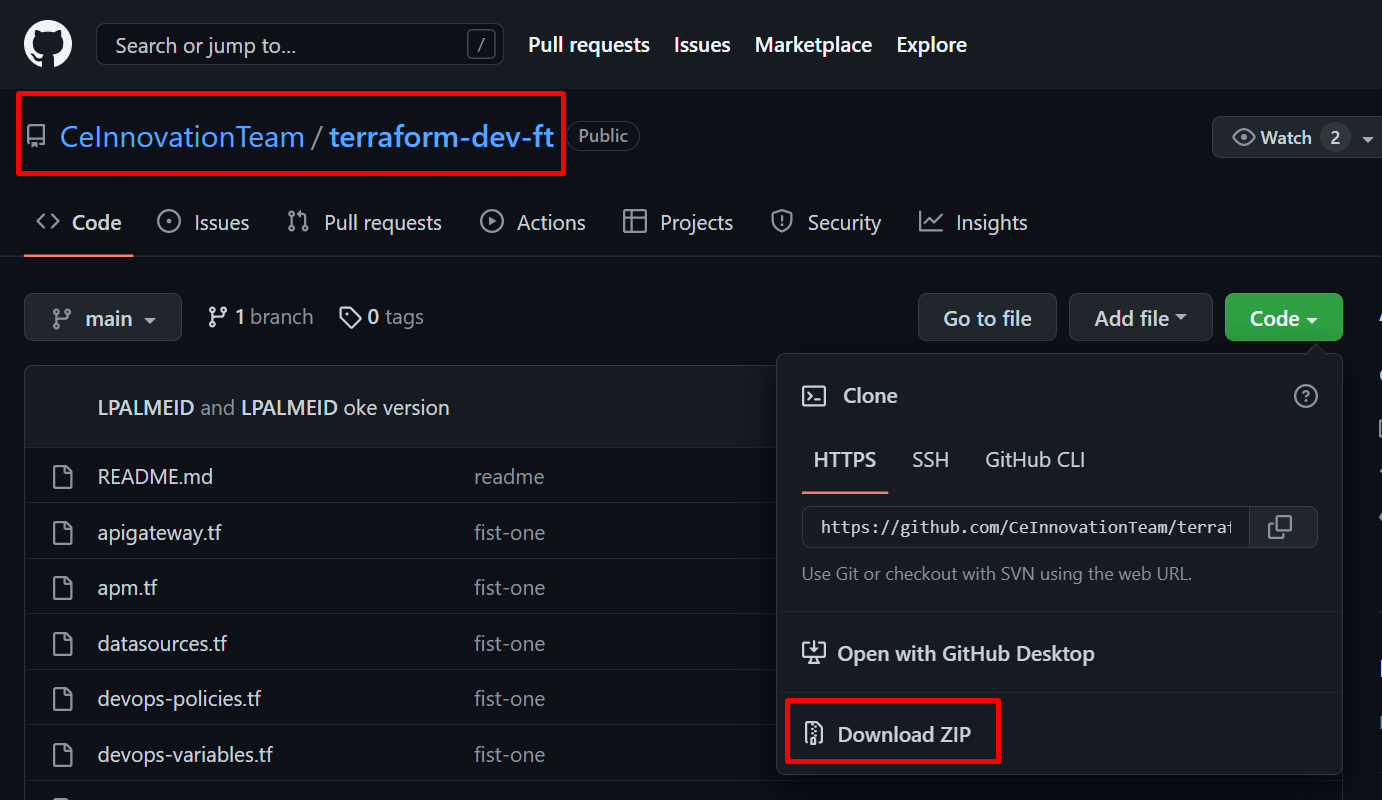 Search or jump to... /
Pull requests Issues Marketplace Explore
CeInnovationTeam / terraform-dev-ft Public
Watch 2
Code Issues Pull requests Actions Projects Security Insights
main 1 branch 0 tags
Go to file Add file Code
LPALMEID and LPALMEID oke version
README.md readme
apigateway.tf fist-one
apm.tf fist-one
datasources.tf fist-one
devops-policies.tf fist-one
devops-variables.tf fist-one
Clone
HTTPS SSH GitHub CLI
https://github.com/CeInnovationTeam/terraf
Use Git or checkout with SVN using the web URL.
Open with GitHub Desktop
Download ZIP